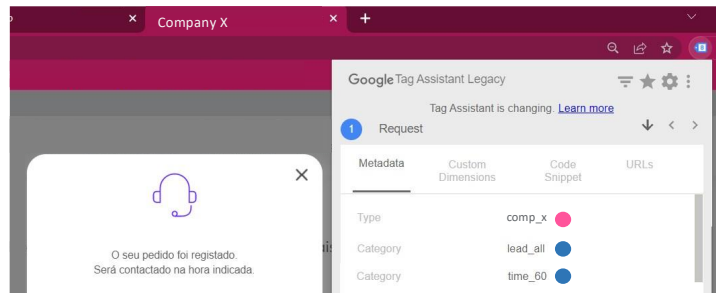 Company X
Google Tag Assistant Legacy
Tag Assistant is changing. Learn more
1 Request
Metadata Custom Dimensions Code Snippet URLs
Type comp_x
Category lead_all
Category time_60
O seu pedido foi registado.
Será contactado na hora indicada.